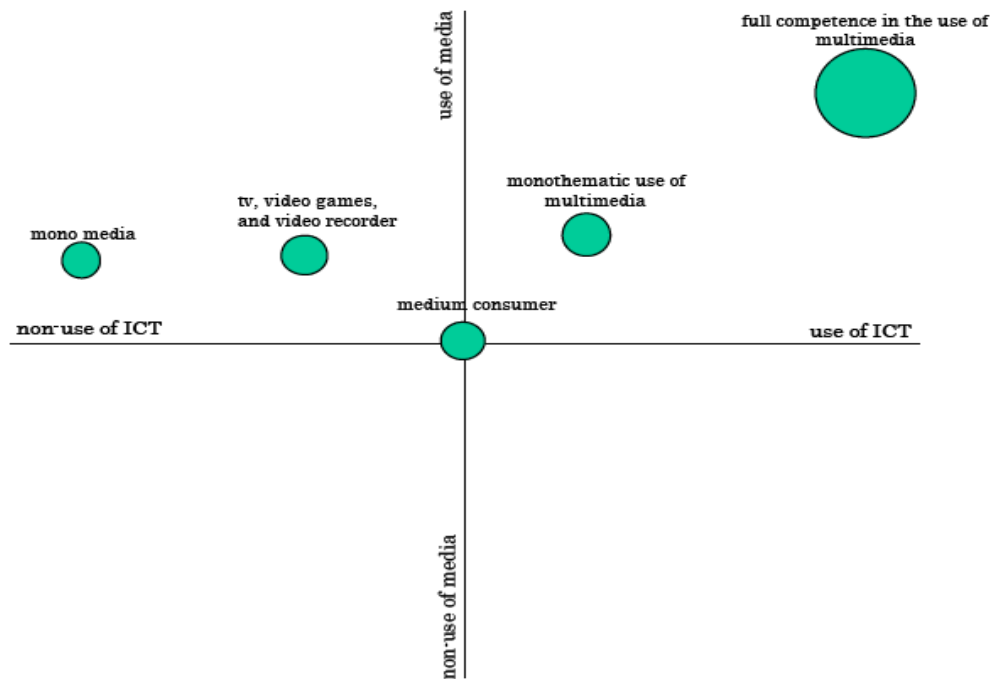 full competence in the use of
multimedia
use of media
monothematic use of
multimedia
tv, video games,
and video recorder
mono media
medium consumer
non-use of ICT
use of ICT
non-use of media